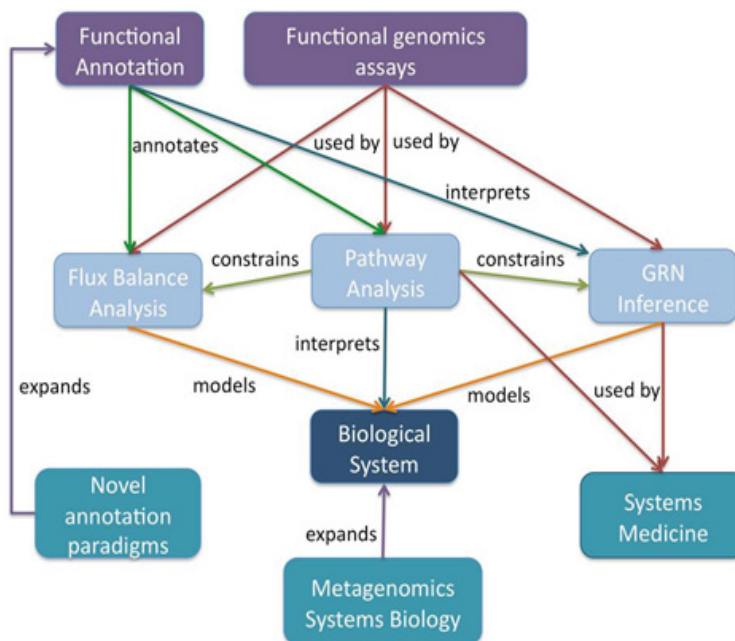 Functional
Annotation
Functional genomics
assays
annotates
used by
used by
interprets
Flux Balance
Analysis
constrains
Pathway
Analysis
constrains
GRN
Inference
interprets
expands
models
models
used by
Biological
System
Novel
annotation
paradigms
expands
Systems
Medicine
Metagenomics
Systems Biology